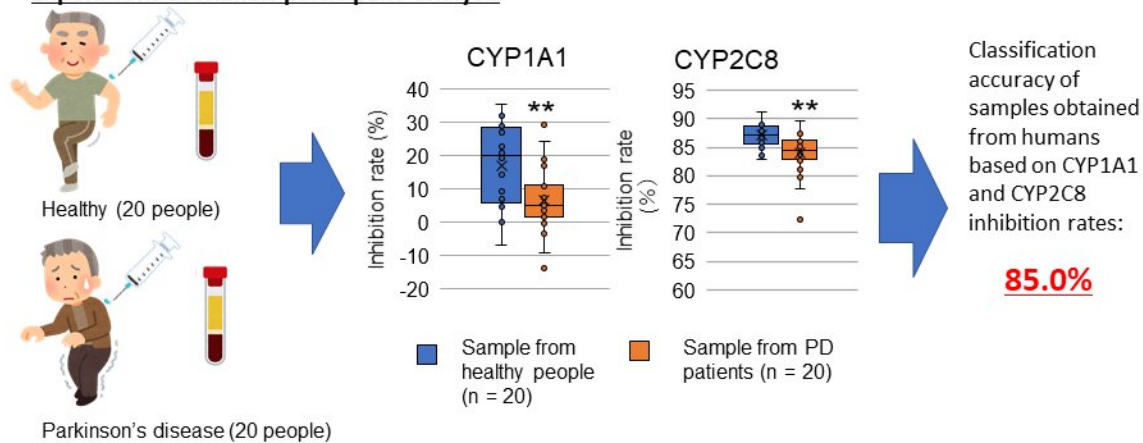 CYP1A1
40
30
20
10
0
-10
-20
Inhibition rate (%)
**
CYP2C8
95
90
85
80
75
70
65
60
Inhibition rate
(%)
**
Healthy (20 people)
Parkinson's disease (20 people)
Sample from
healthy people
(n = 20)
Sample from PD
patients (n = 20)
Classification
accuracy of
samples obtained
from humans
based on CYP1A1
and CYP2C8
inhibition rates:
85.0%